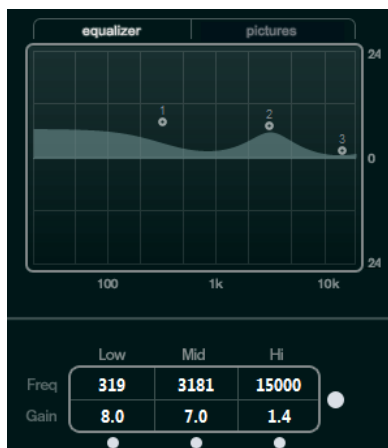 equalizer pictures
24
1 2 3
0
24
100 1k 10k
Low Mid Hi
Freq 319 3181 15000
Gain 8.0 7.0 1.4